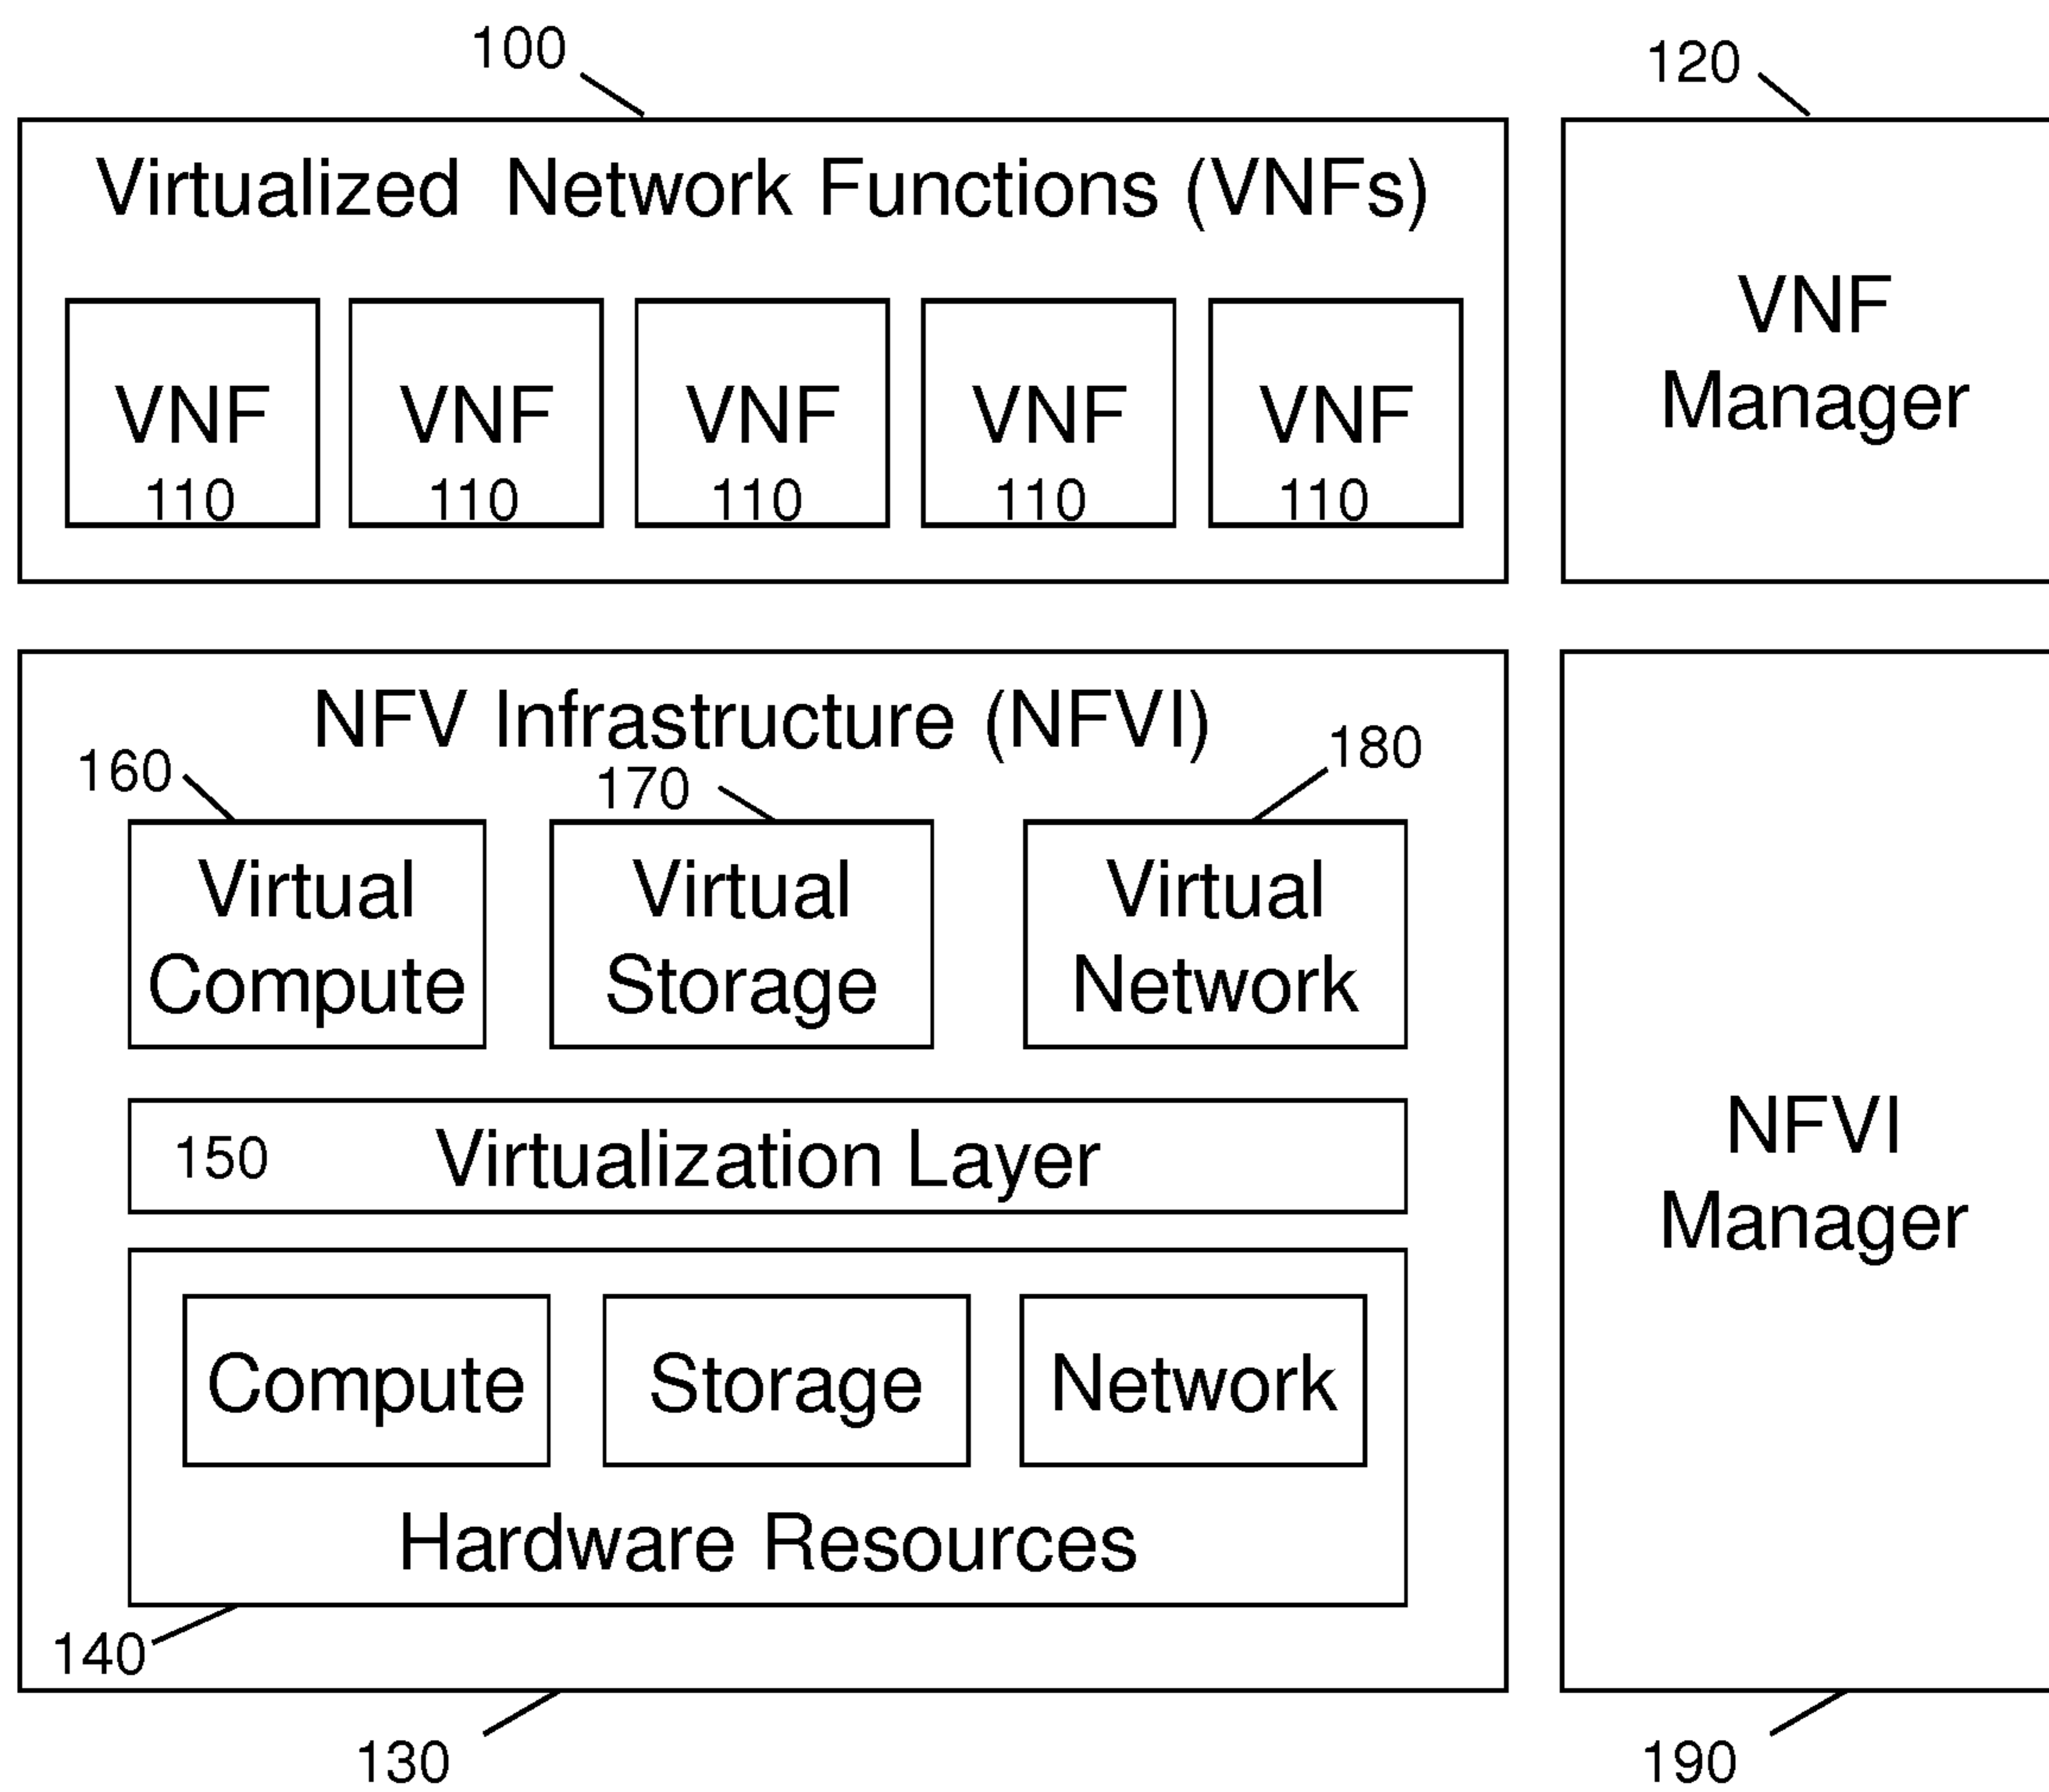 100
120
Virtualized Network Functions (VNFs)
VNF
110
VNF
110
VNF
110
VNF
110
VNF
110
VNF
Manager
NFV Infrastructure (NFVI)
160
170
180
Virtual
Compute
Virtual
Storage
Virtual
Network
150
Virtualization Layer
Compute
Storage
Network
Hardware Resources
140
130
NFVI
Manager
190